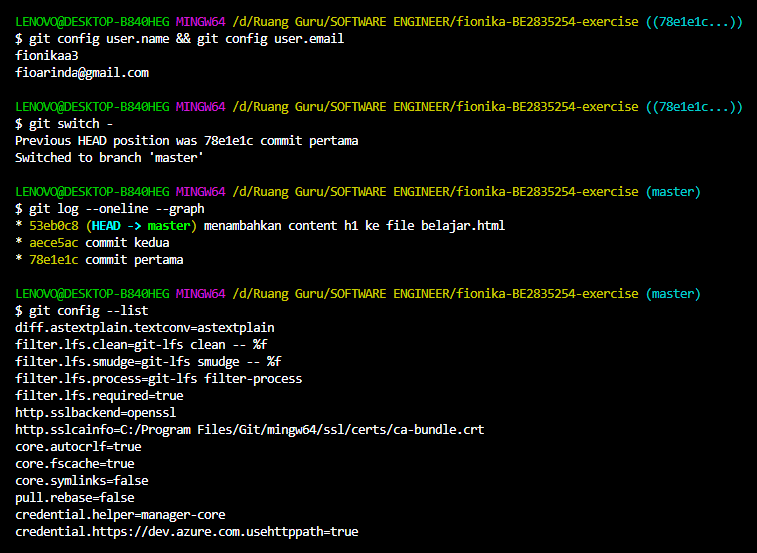 LENOVO@DESKTOP-B840HEG MINGW64 /d/Ruang Guru/SOFTWARE ENGINEER/fionika-BE2835254-exercise ((78e1e1c...))
$ git config user.name && git config user.email
fionikaa3
fioarinda@gmail.com
LENOVO@DESKTOP-B840HEG MINGW64 /d/Ruang Guru/SOFTWARE ENGINEER/fionika-BE2835254-exercise ((78e1e1c...))
$ git switch -
Previous HEAD position was 78e1e1c commit pertama
Switched to branch 'master'
LENOVO@DESKTOP-B840HEG MINGW64 /d/Ruang Guru/SOFTWARE ENGINEER/fionika-BE2835254-exercise (master)
$ git log --oneline --graph
* 53eb0c8 (HEAD -> master) menambahkan content h1 ke file belajar.html
* aece5ac commit kedua
* 78e1e1c commit pertama
LENOVO@DESKTOP-B840HEG MINGW64 /d/Ruang Guru/SOFTWARE ENGINEER/fionika-BE2835254-exercise (master)
$ git config --list
diff.astextplain.textconv=astextplain
filter.lfs.clean=git-lfs clean -- %f
filter.lfs.smudge=git-lfs smudge -- %f
filter.lfs.process=git-lfs filter-process
filter.lfs.required=true
http.sslbackend=openssl
http.sslcainfo=C:/Program Files/Git/mingw64/ssl/certs/ca-bundle.crt
core.autocrlf=true
core.fscache=true
core.symlinks=false
pull.rebase=false
credential.helper=manager-core
credential.https://dev.azure.com.usehttppath=true